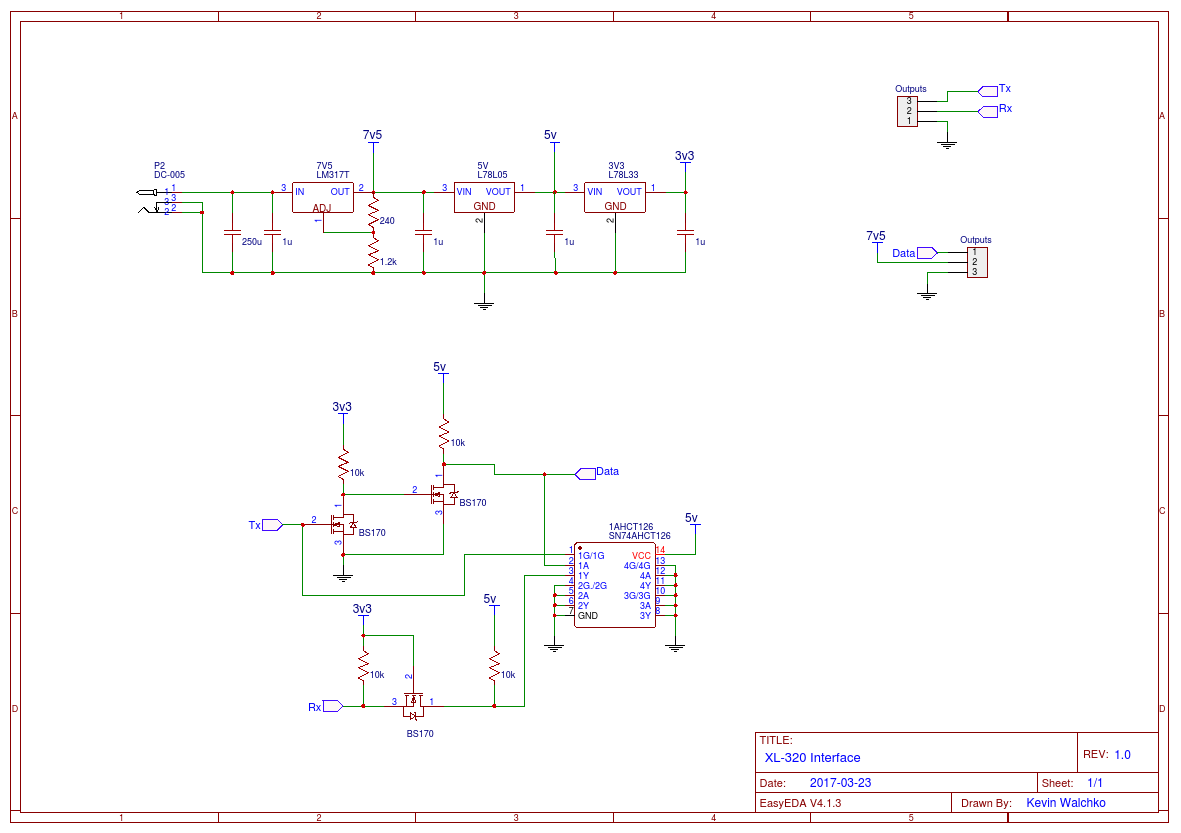 1 2 3 4 5
A A
B B
C C
D D
Outputs
3 Tx
2 Rx
1
7v5 5v 3v3
P2
DC-005
1 1
3 3
2 2
7V5
LM317T
3 IN OUT 2
ADJ
1
5V
L78L05
3 VIN VOUT 1
GND
2
3V3
L78L33
3 VIN VOUT 1
GND
2
240
1.2k
250u 1u 1u 1u 1u
7v5 Outputs
Data 1
2
3
5v
3v3
10k
10k
1
2
3
BS170
Data
Tx
1
2
3
BS170
5v
1AHCT126
SN74AHCT126
1 1G/1G VCC 14
2 1A 4G/4G 13
3 1Y 4A 12
4 2G./2G 4Y 11
5 2A 3G/3G 10
6 2Y 3A 9
7 GND 3Y 8
3v3 5v
10k 10k
2
Rx 3 1
BS170
TITLE:
XL-320 Interface
REV: 1.0
Date: 2017-03-23
Sheet: 1/1
EasyEDA V4.1.3
Drawn By: Kevin Walchko
1 2 3 4 5